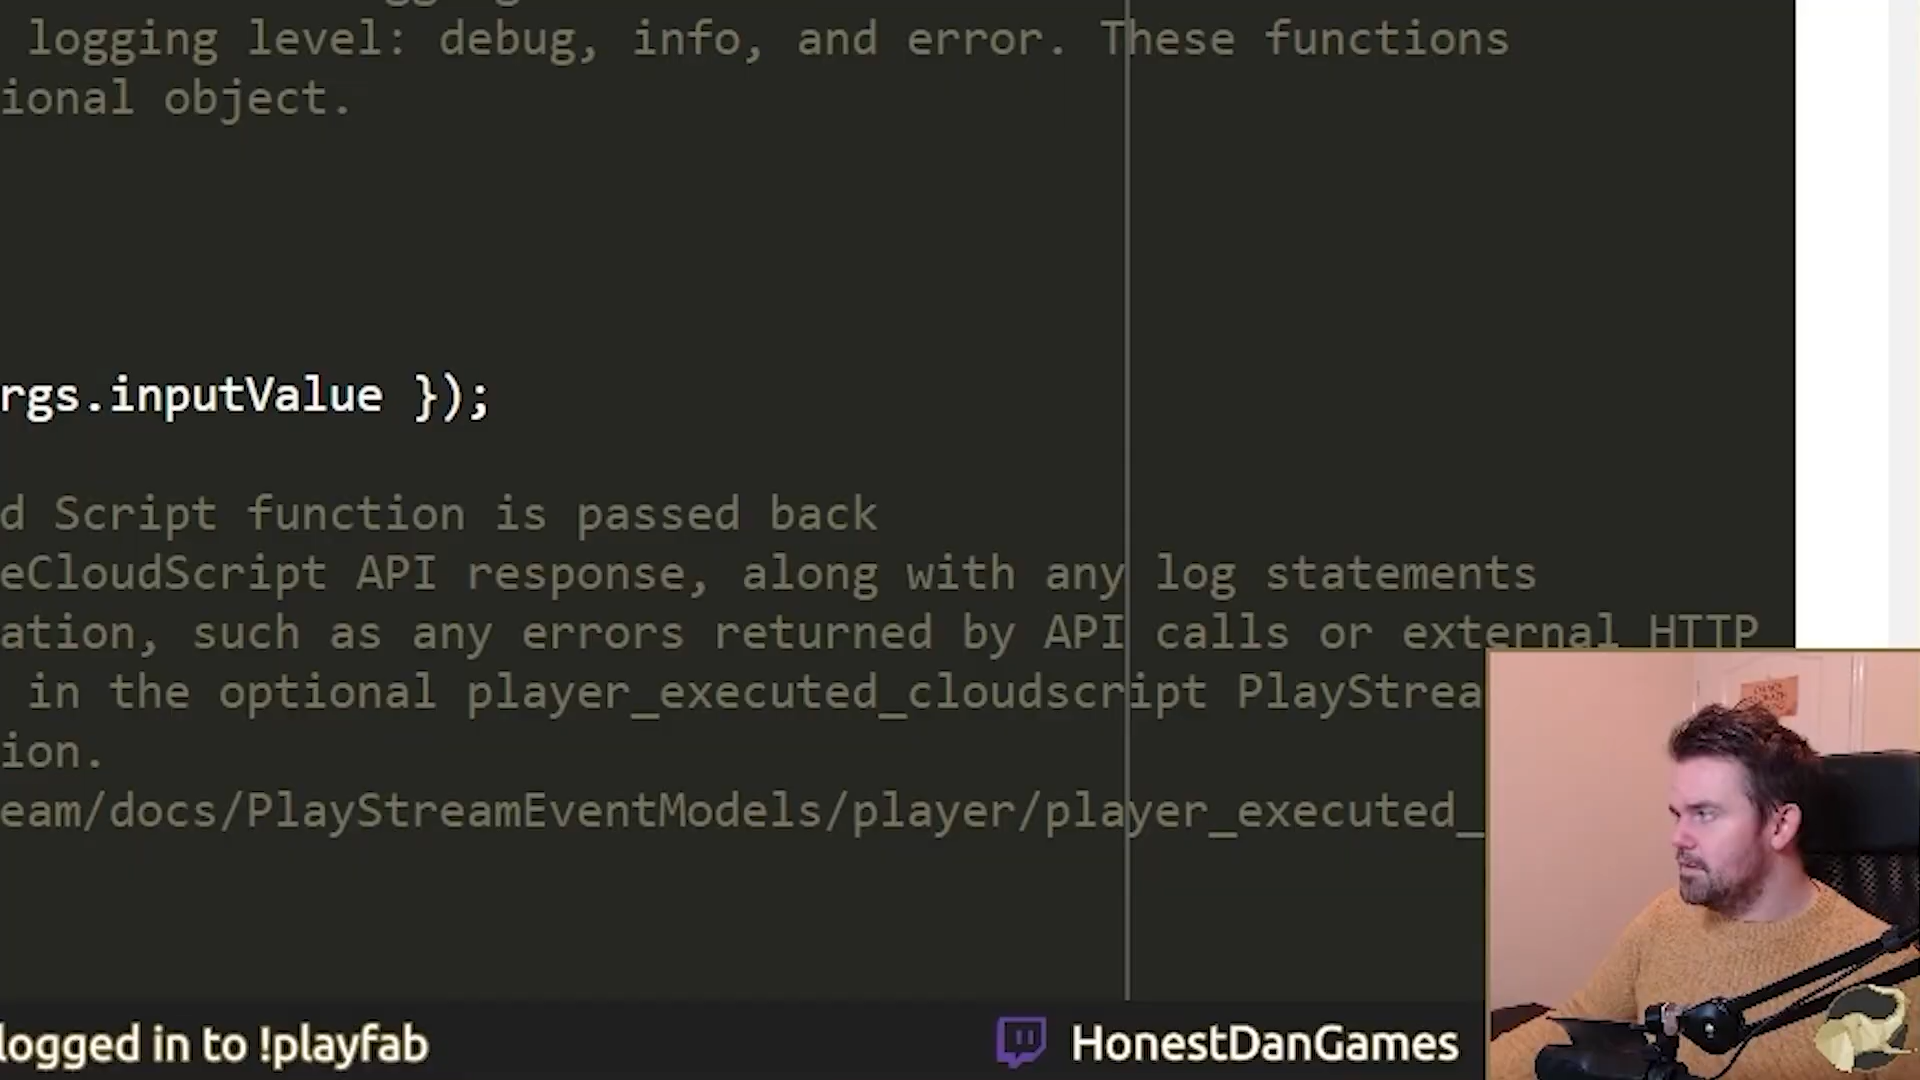 logging level: debug, info, and error. These functions
ional object.
rgs.inputValue });
d Script function is passed back
eCloudScript API response, along with any log statements
ation, such as any errors returned by API calls or external HTTP
in the optional player_executed_cloudscript PlayStrea
ion.
eam/docs/PlayStreamEventModels/player/player_executed_
logged in to !playfab
HonestDanGames